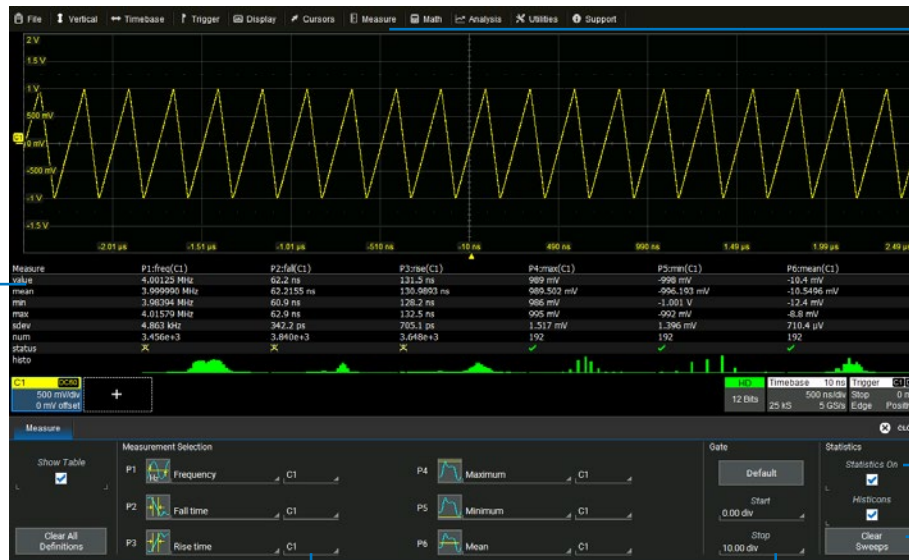 File Vertical Timebase Trigger Display Cursors Measure Math Analysis Utilities Support
2 V
1.5 V
1 V
500 mV
C1
0 mV
-500 mV
-1 V
-1.5 V
-2.01 µs -1.51 µs -1.01 µs -510 ns -10 ns 490 ns 990 ns 1.49 µs 1.99 µs 2.49 µs
Measure P1:freq(C1) P2:fall(C1) P3:rise(C1) P4:max(C1) P5:min(C1) P6:mean(C1)
value 4.00125 MHz 62.2 ns 131.5 ns 989 mV -998 mV -10.4 mV
mean 3.999990 MHz 62.2155 ns 130.9893 ns 989.502 mV -996.193 mV -10.5496 mV
min 3.98394 MHz 60.9 ns 128.2 ns 986 mV -1.001 V -12.4 mV
max 4.01579 MHz 62.9 ns 132.5 ns 995 mV -992 mV -8.8 mV
sdev 4.863 kHz 342.2 ps 705.1 ps 1.517 mV 1.396 mV 710.4 µV
num 3.456e+3 3.840e+3 3.648e+3 192 192 192
status
histo
C1 DC50 HD Timebase 10 ns Trigger C1
500 mV/div 12 Bits 500 ns/div Stop
0 mV offset 25 kS 5 GS/s Edge
Measure
Measurement Selection Gate Statistics
Show Table P1 Frequency C1 P4 Maximum C1 Default Statistics On
P2 Fall time C1 P5 Minimum C1 Start Histicons
0.00 div
Clear All Definitions P3 Rise time C1 P6 Mean C1 Stop Clear Sweeps
10.00 div